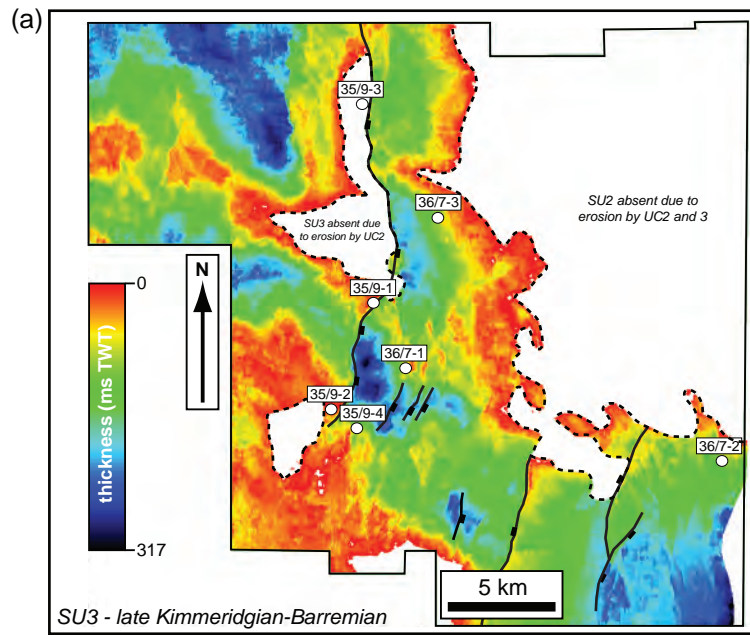 (a)
35/9-3
36/7-3
SU2 absent due
to erosion by UC2 and 3
SU3 absent due
to erosion by UC2
N
0
thickness (ms TWT)
317
35/9-1
36/7-1
35/9-2
35/9-4
36/7-2
5 km
SU3 - late Kimmeridgian-Barremian